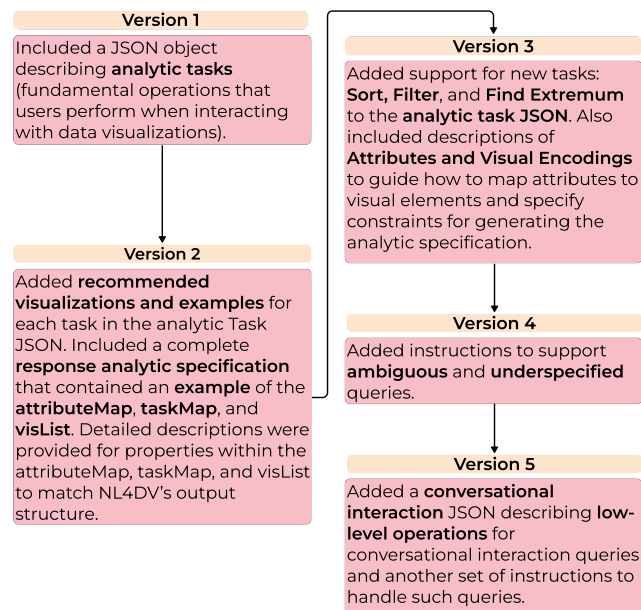 Version 1
Included a JSON object
describing analytic tasks
(fundamental operations that
users perform when interacting
with data visualizations).
Version 2
Added recommended
visualizations and examples for
each task in the analytic Task
JSON. Included a complete
response analytic specification
that contained an example of the
attributeMap, taskMap, and
visList. Detailed descriptions were
provided for properties within the
attributeMap, taskMap, and visList
to match NL4DV's output
structure.
Version 3
Added support for new tasks:
Sort, Filter, and Find Extremum
to the analytic task JSON. Also
included descriptions of
Attributes and Visual Encodings
to guide how to map attributes to
visual elements and specify
constraints for generating the
analytic specification.
Version 4
Added instructions to support
ambiguous and underspecified
queries.
Version 5
Added a conversational
interaction JSON describing low-
level operations for
conversational interaction queries
and another set of instructions to
handle such queries.